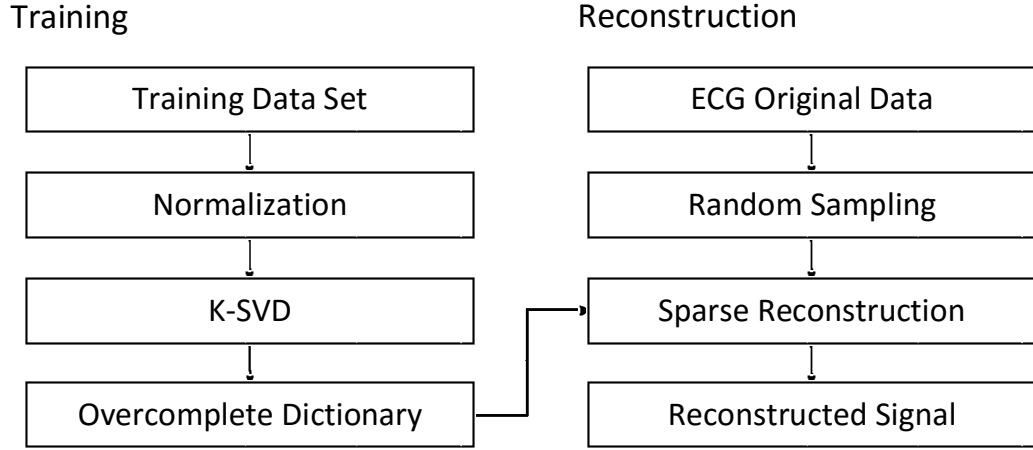 Training
Training Data Set
Normalization
K-SVD
Overcomplete Dictionary
Reconstruction
ECG Original Data
Random Sampling
Sparse Reconstruction
Reconstructed Signal